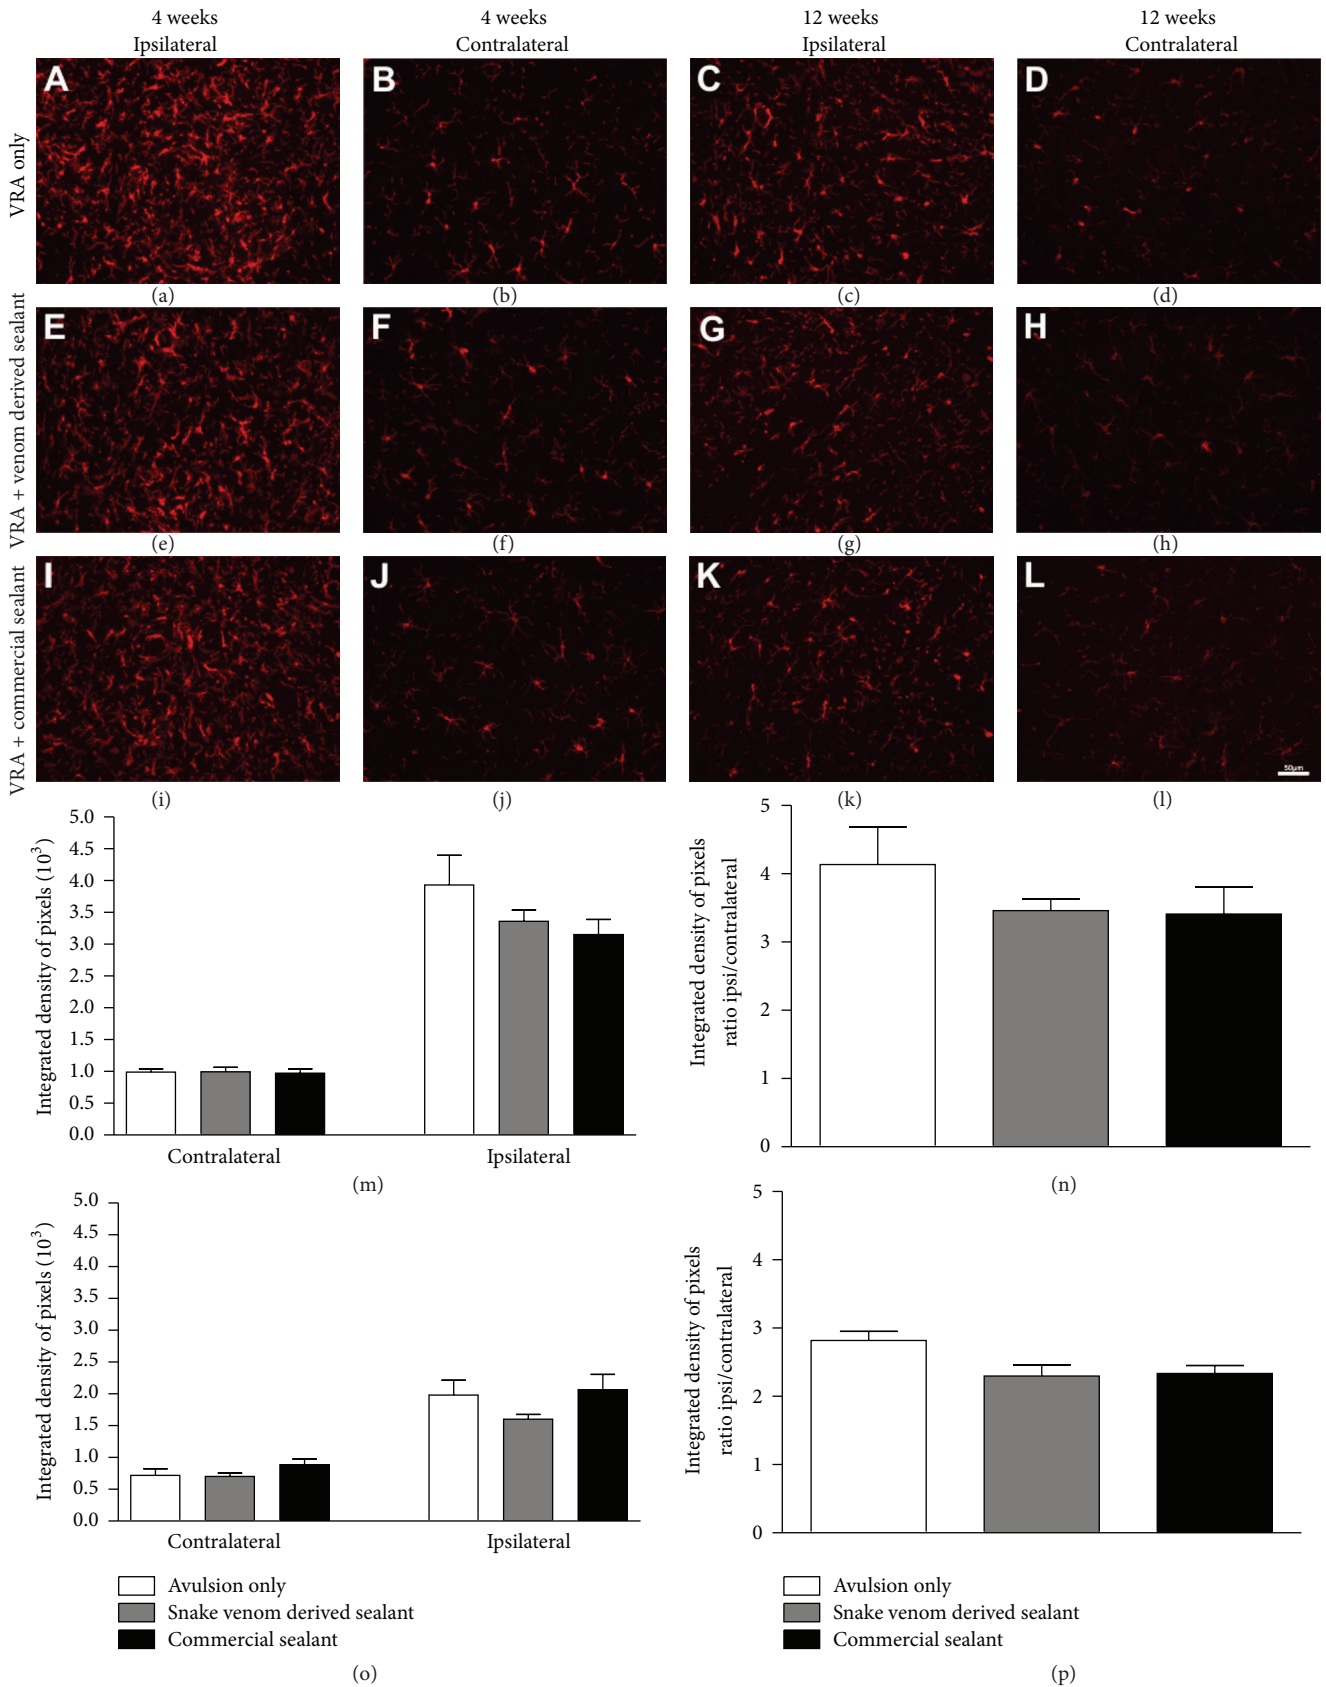 4 weeks
Ipsilateral
4 weeks
Contralateral
12 weeks
Ipsilateral
12 weeks
Contralateral
VRA only
A
B
C
D
(a)
(b)
(c)
(d)
VRA + venom derived sealant
E
F
G
H
(e)
(f)
(g)
(h)
VRA + commercial sealant
I
J
K
L
50µm
(i)
(j)
(k)
(l)
Integrated density of pixels (10³)
5.0
4.5
4.0
3.5
3.0
2.5
2.0
1.5
1.0
0.5
0.0
Contralateral
Ipsilateral
(m)
Integrated density of pixels
ratio ipsi/contralateral
5
4
3
2
1
0
(n)
Integrated density of pixels (10³)
5.0
4.5
4.0
3.5
3.0
2.5
2.0
1.5
1.0
0.5
0.0
Contralateral
Ipsilateral
Avulsion only
Snake venom derived sealant
Commercial sealant
(o)
Integrated density of pixels
ratio ipsi/contralateral
5
4
3
2
1
0
Avulsion only
Snake venom derived sealant
Commercial sealant
(p)